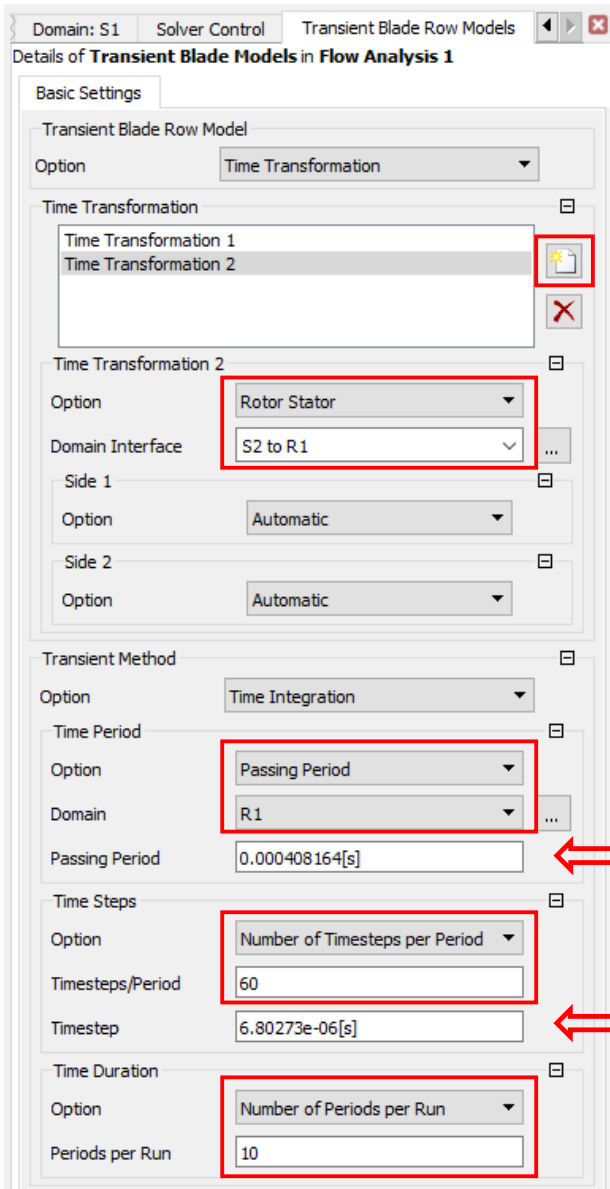 Domain: S1 Solver Control Transient Blade Row Models
Details of Transient Blade Models in Flow Analysis 1
Basic Settings
Transient Blade Row Model
Option Time Transformation
Time Transformation
Time Transformation 1
Time Transformation 2
Time Transformation 2
Option Rotor Stator
Domain Interface S2 to R1 ...
Side 1
Option Automatic
Side 2
Option Automatic
Transient Method
Option Time Integration
Time Period
Option Passing Period
Domain R1 ...
Passing Period 0.000408164[s]
Time Steps
Option Number of Timesteps per Period
Timesteps/Period 60
Timestep 6.80273e-06[s]
Time Duration
Option Number of Periods per Run
Periods per Run 10